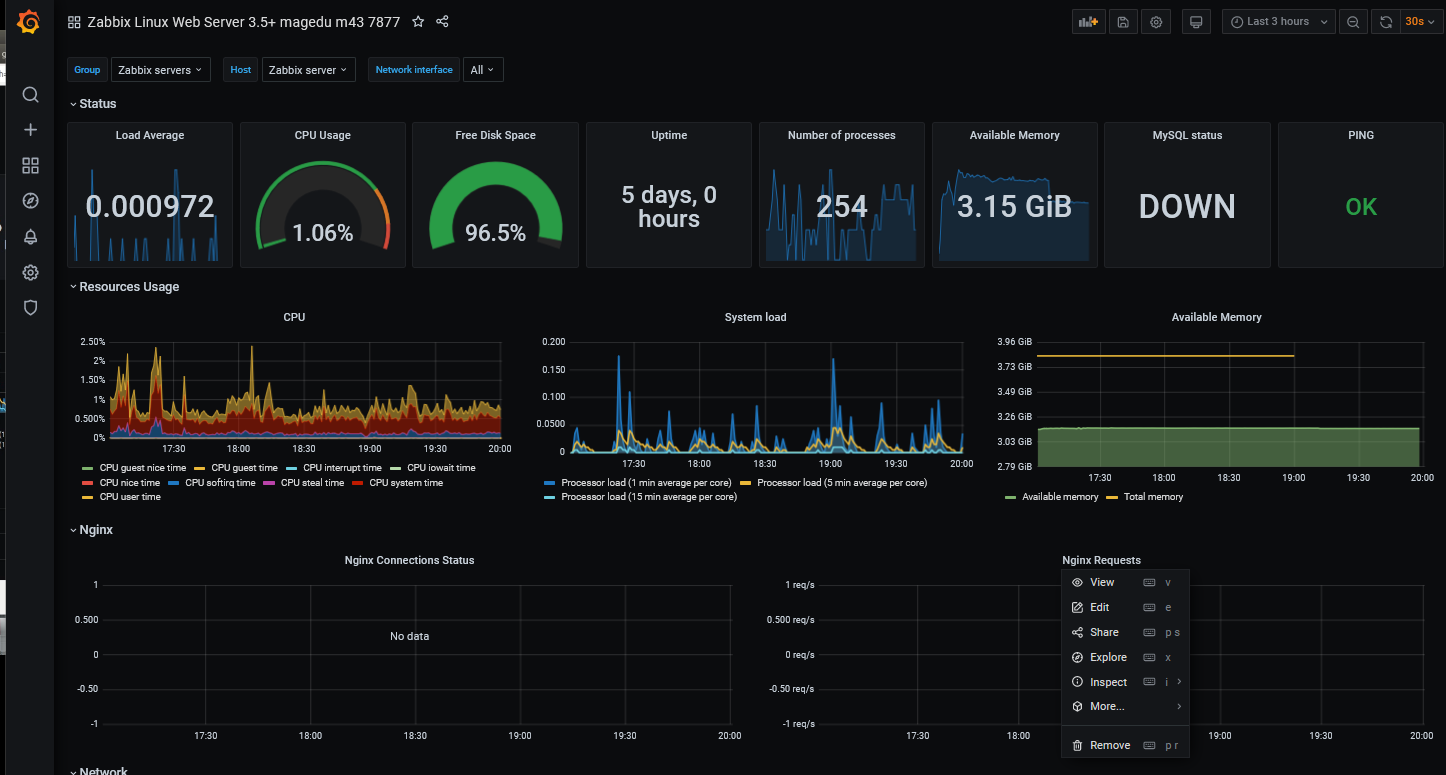 Zabbix Linux Web Server 3.5+ magedu m43 7877
Last 3 hours
30s
Group Zabbix servers Host Zabbix server Network interface All
Status
Load Average
0.000972
CPU Usage
1.06%
Free Disk Space
96.5%
Uptime
5 days, 0
hours
Number of processes
254
Available Memory
3.15 GiB
MySQL status
DOWN
PING
OK
Resources Usage
CPU
2.50%
2%
1.50%
1%
0.500%
0%
17:30 18:00 18:30 19:00 19:30 20:00
CPU guest nice time CPU guest time CPU interrupt time CPU iowait time
CPU nice time CPU softirq time CPU steal time CPU system time
CPU user time
System load
0.200
0.150
0.100
0.0500
0
17:30 18:00 18:30 19:00 19:30 20:00
Processor load (1 min average per core) Processor load (5 min average per core)
Processor load (15 min average per core)
Available Memory
3.96 GiB
3.73 GiB
3.49 GiB
3.26 GiB
3.03 GiB
2.79 GiB
17:30 18:00 18:30 19:00 19:30 20:00
Available memory Total memory
Nginx
Nginx Connections Status
1
0.500
0
-0.50
-1
No data
17:30 18:00 18:30 19:00 19:30 20:00
Nginx Requests
1 req/s
0.500 req/s
0 req/s
-0.50 req/s
-1 req/s
17:30 18:00 19:00 19:30 20:00
View v
Edit e
Share p s
Explore x
Inspect i
More...
Remove p r
Network